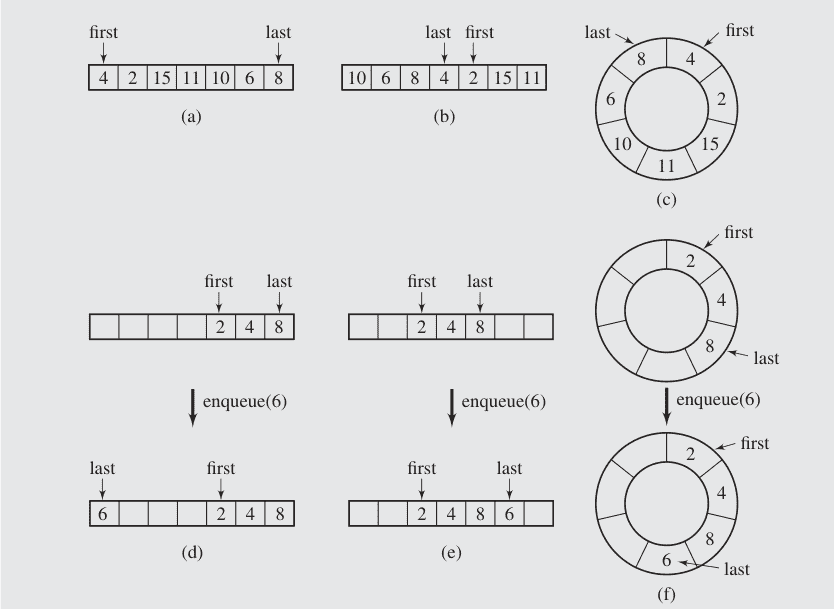 first last
4 2 15 11 10 6 8
(a)
last first
10 6 8 4 2 15 11
(b)
last first
8 4
6 2
10 15
11
(c)
first last
2 4 8
enqueue(6)
last first
6 2 4 8
(d)
first last
2 4 8
enqueue(6)
first last
2 4 8 6
(e)
first
2
4
8
last
enqueue(6)
first
2
4
8
6
last
(f)